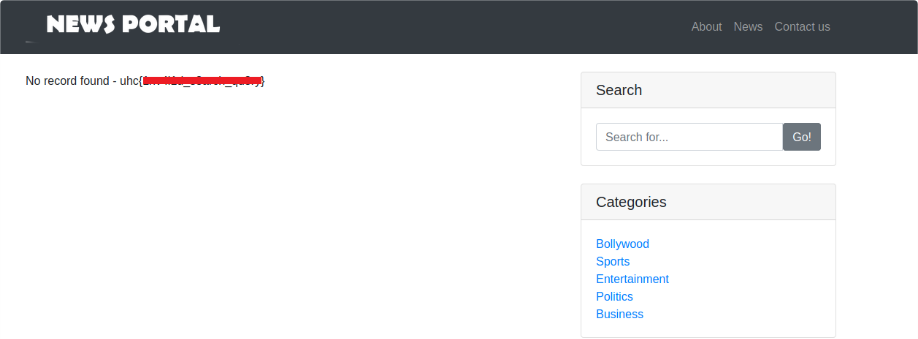 NEWS PORTAL
About News Contact us
No record found - uhc{
Search
Search for...
Go!
Categories
Bollywood
Sports
Entertainment
Politics
Business